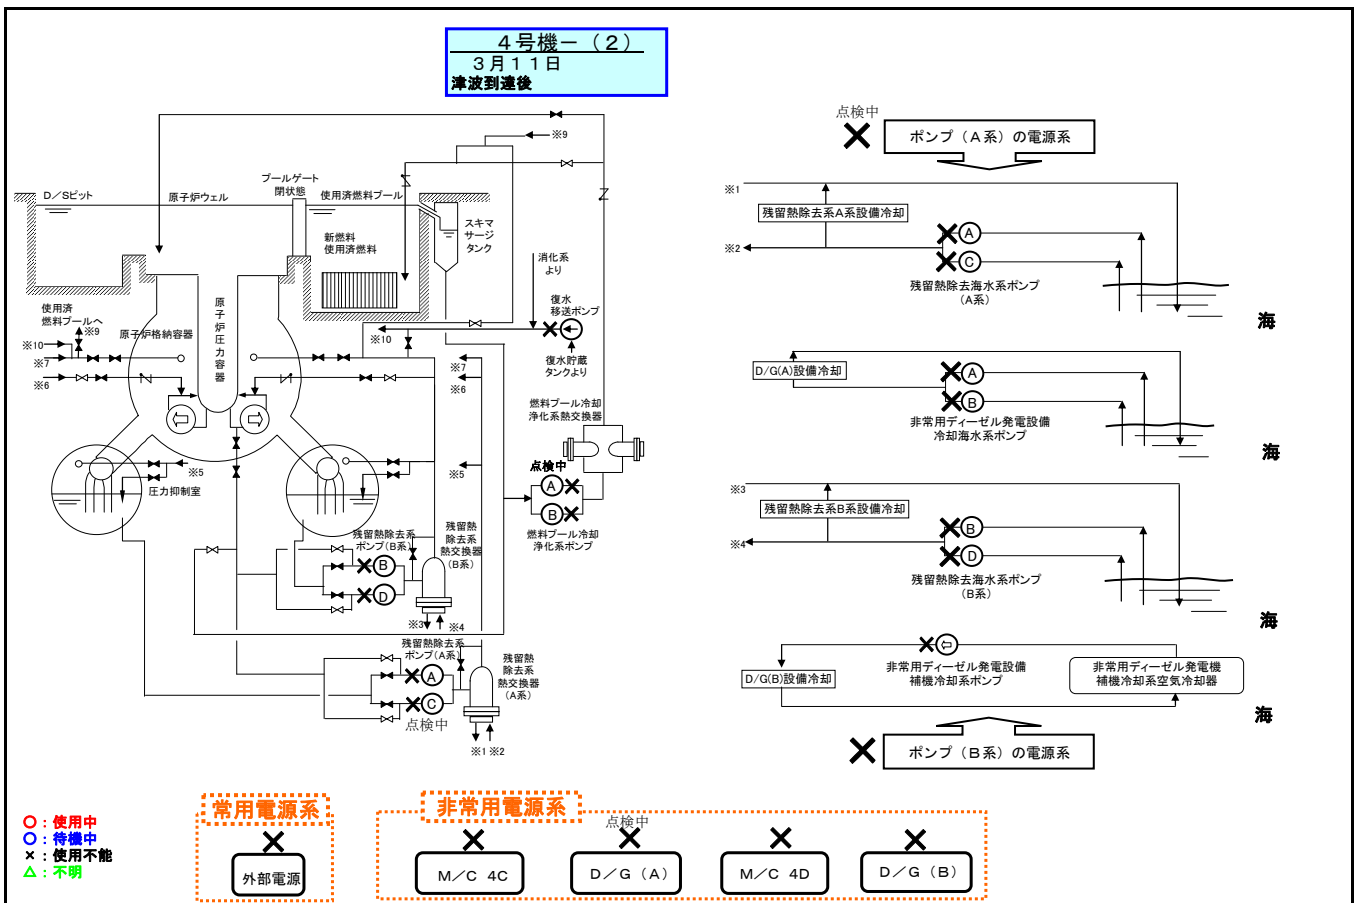 4号機－（2）
3月11日
津波到達後
点検中
ポンプ（A系）の電源系
※9
D／Sピット
原子炉ウェル
プールゲート
閉状態
使用済燃料プール
スキマ
サージ
タンク
新燃料
使用済燃料
消化系
より
復水
移送ポンプ
復水貯蔵
タンクより
使用済
燃料プールへ
※9
原子炉格納容器
原子炉圧力容器
※10
※7
※6
※10
※7
※6
※5
燃料プール冷却
浄化系熱交換器
点検中
A
B
燃料プール冷却
浄化系ポンプ
※5
圧力抑制室
残留熱除去系
ポンプ(B系)
B
D
残留熱
除去系
熱交換器
(B系)
※3
※4
残留熱除去系
ポンプ(A系)
A
C
点検中
残留熱
除去系
熱交換器
(A系)
※1
※2
※1
残留熱除去系A系設備冷却
※2
A
C
残留熱除去海水系ポンプ
(A系)
海
D/G(A)設備冷却
A
B
非常用ディーゼル発電設備
冷却海水系ポンプ
海
※3
残留熱除去系B系設備冷却
※4
B
D
残留熱除去海水系ポンプ
(B系)
海
D/G(B)設備冷却
非常用ディーゼル発電設備
補機冷却系ポンプ
非常用ディーゼル発電機
補機冷却系空気冷却器
海
ポンプ（B系）の電源系
○：使用中
○：待機中
×：使用不能
△：不明
常用電源系
外部電源
非常用電源系
点検中
M／C 4C
D／G（A）
M／C 4D
D／G（B）